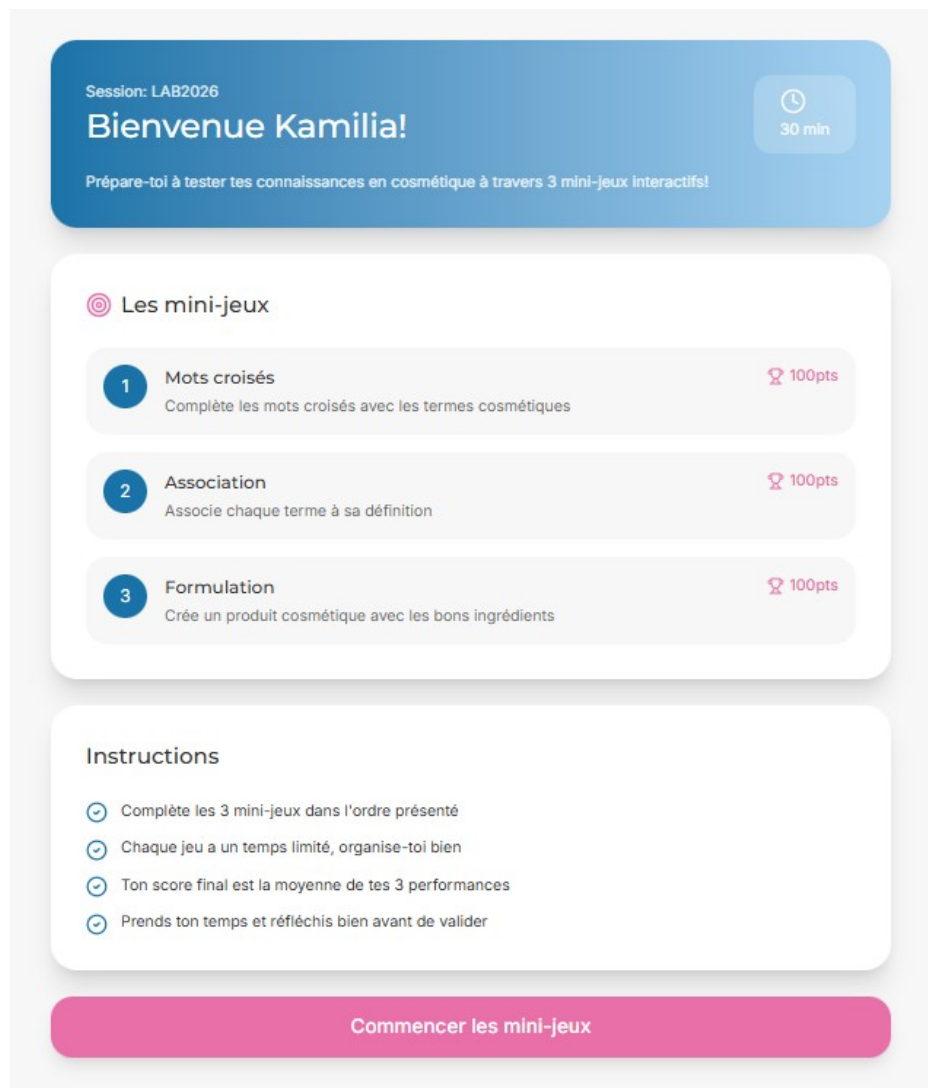 Session: LAB2026
Bienvenue Kamilia!
30 min
Prépare-toi à tester tes connaissances en cosmétique à travers 3 mini-jeux interactifs!
Les mini-jeux
1
Mots croisés
100pts
Complète les mots croisés avec les termes cosmétiques
2
Association
100pts
Associe chaque terme à sa définition
3
Formulation
100pts
Crée un produit cosmétique avec les bons ingrédients
Instructions
Complète les 3 mini-jeux dans l'ordre présenté
Chaque jeu a un temps limité, organise-toi bien
Ton score final est la moyenne de tes 3 performances
Prends ton temps et réfléchis bien avant de valider
Commencer les mini-jeux